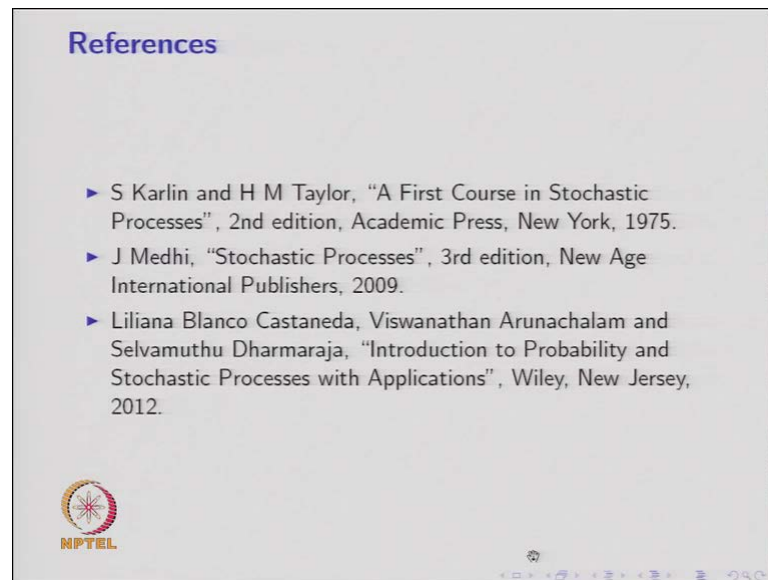 References
▶ S Karlin and H M Taylor, “A First Course in Stochastic
Processes”, 2nd edition, Academic Press, New York, 1975.
▶ J Medhi, “Stochastic Processes”, 3rd edition, New Age
International Publishers, 2009.
▶ Liliana Blanco Castaneda, Viswanathan Arunachalam and
Selvamuthu Dharmaraja, “Introduction to Probability and
Stochastic Processes with Applications”, Wiley, New Jersey,
2012.
NPTEL